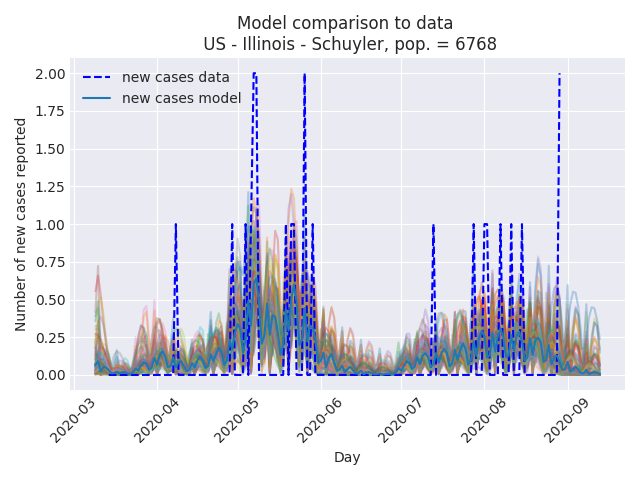 Model comparison to data
US - Illinois - Schuyler, pop. = 6768
new cases data
new cases model
2.00
1.75
1.50
1.25
1.00
0.75
0.50
0.25
0.00
Number of new cases reported
2020-03
2020-04
2020-05
2020-06
2020-07
2020-08
2020-09
Day